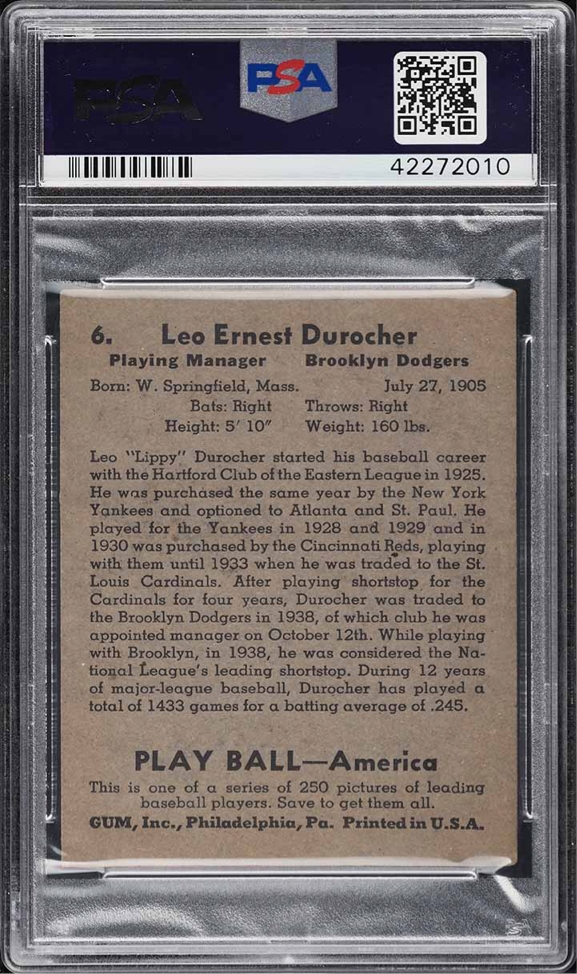 PSA
PSA
42272010
6. Leo Ernest Durocher
Playing Manager Brooklyn Dodgers
Born: W. Springfield, Mass. July 27, 1905
Bats: Right Throws: Right
Height: 5' 10" Weight: 160 lbs.
Leo "Lippy" Durocher started his baseball career
with the Hartford Club of the Eastern League in 1925.
He was purchased the same year by the New York
Yankees and optioned to Atlanta and St. Paul. He
played for the Yankees in 1928 and 1929 and in
1930 was purchased by the Cincinnati Reds, playing
with them until 1933 when he was traded to the St.
Louis Cardinals. After playing shortstop for the
Cardinals for four years, Durocher was traded to
the Brooklyn Dodgers in 1938, of which club he was
appointed manager on October 12th. While playing
with Brooklyn, in 1938, he was considered the Na-
tional League's leading shortstop. During 12 years
of major-league baseball, Durocher has played a
total of 1433 games for a batting average of .245.
PLAY BALL—America
This is one of a series of 250 pictures of leading
baseball players. Save to get them all.
GUM, Inc., Philadelphia, Pa. Printed in U.S.A.